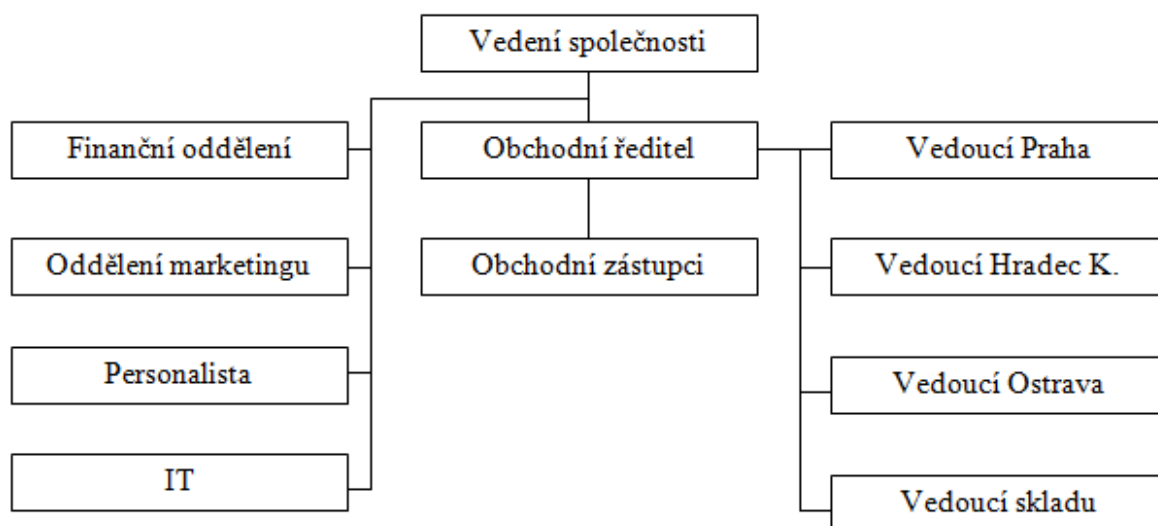 Vedení společnosti
Finanční oddělení
Obchodní ředitel
Vedoucí Praha
Oddělení marketingu
Obchodní zástupci
Vedoucí Hradec K.
Personalista
Vedoucí Ostrava
IT
Vedoucí skladu